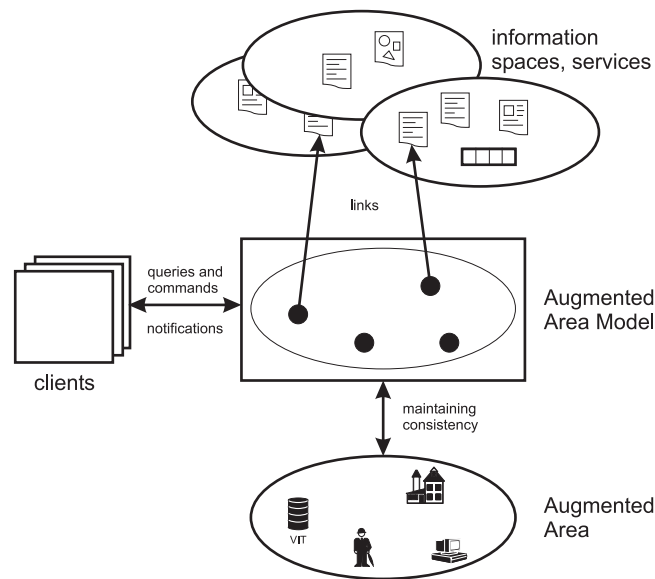 information
spaces, services
links
queries and
commands
notifications
clients
Augmented
Area Model
maintaining
consistency
VIT
Augmented
Area